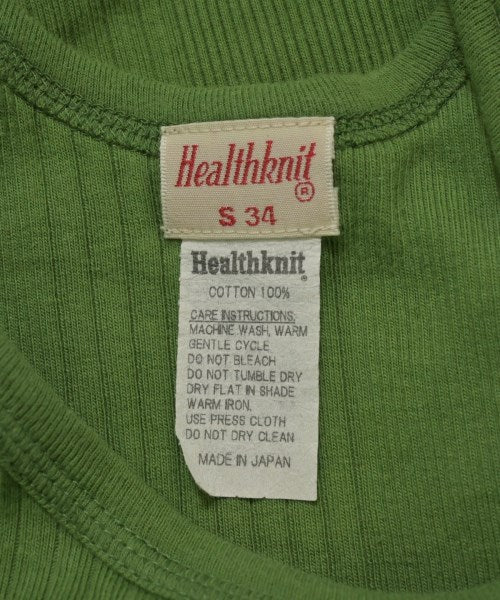 Healthknit
®
S 34
Healthknit®
COTTON 100%
CARE INSTRUCTIONS.
MACHINE WASH, WARM
GENTLE CYCLE.
DO NOT BLEACH
DO NOT TUMBLE DRY
DRY FLAT IN SHADE
WARM IRON.
USE PRESS CLOTH
DO NOT DRY CLEAN
MADE IN JAPAN